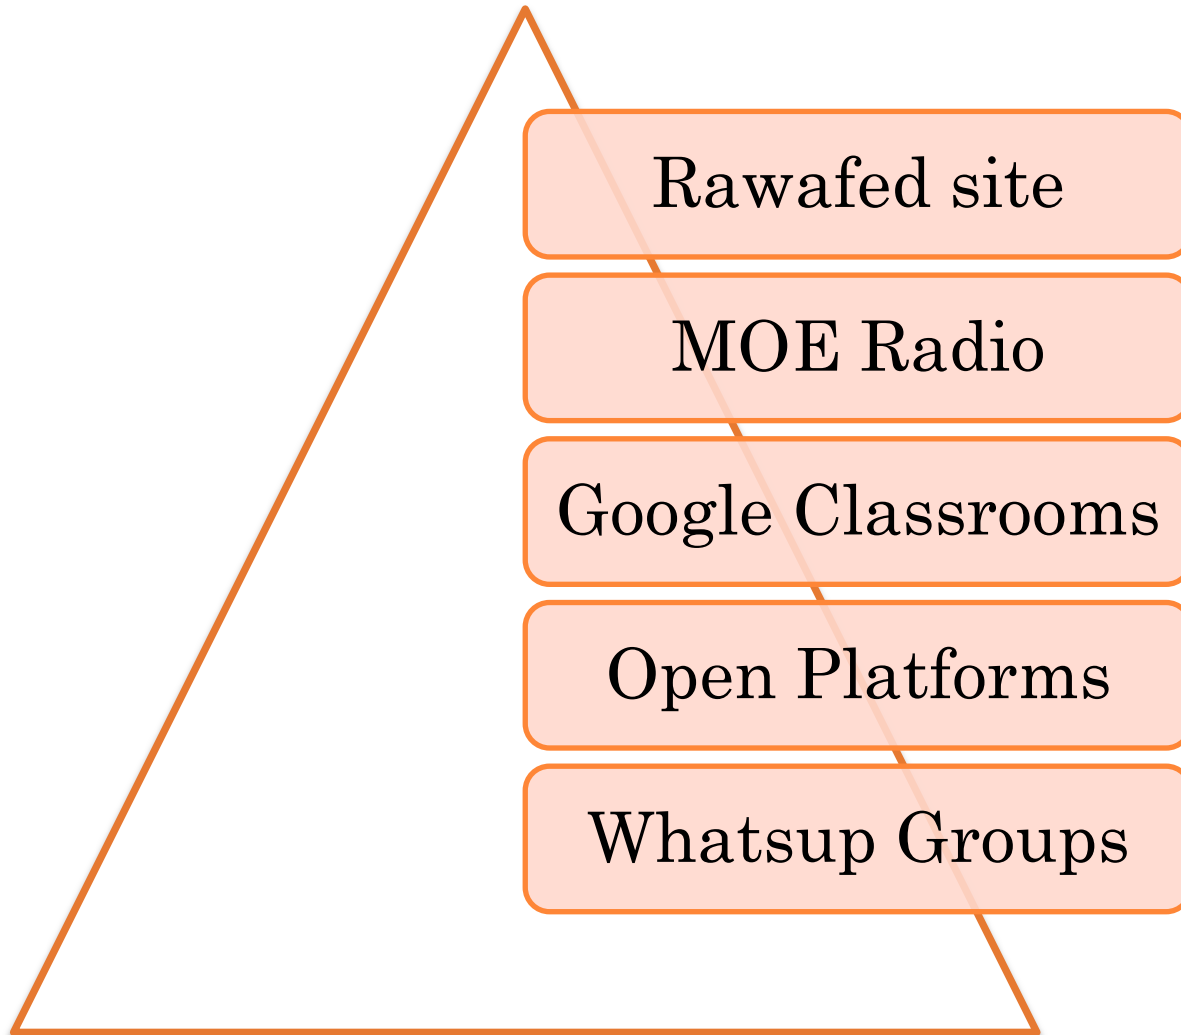 Rawafed site
MOE Radio
Google Classrooms
Open Platforms
Whatsup Groups